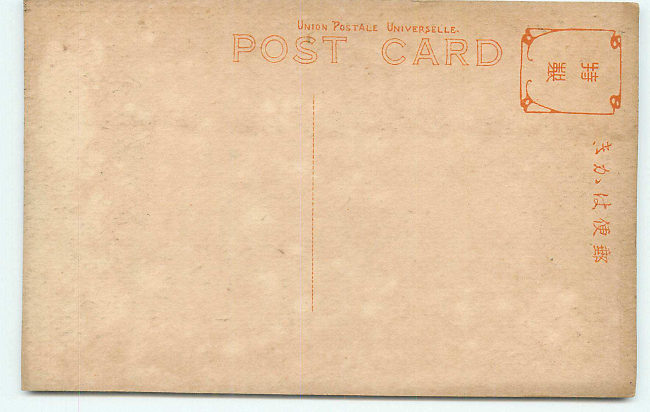 UNION POSTALE UNIVERSELLE.
POST CARD
特製
郵便はかき